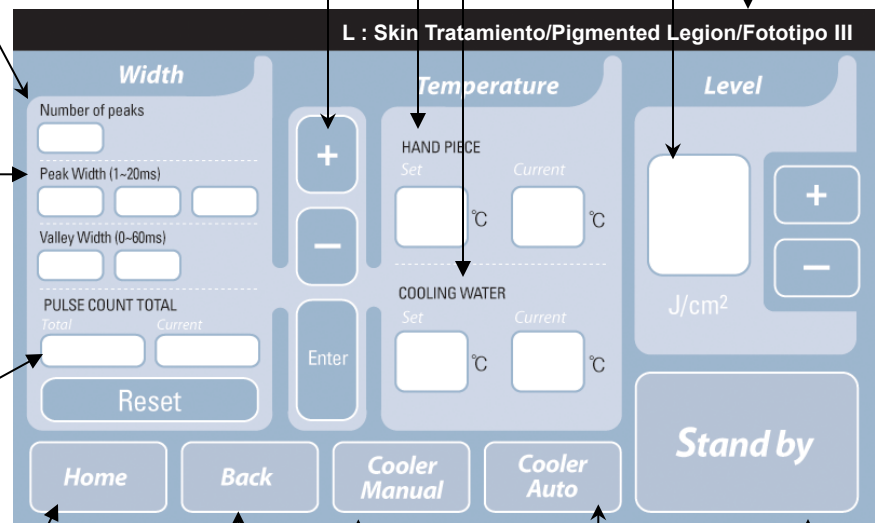 L : Skin Tratamiento/Pigmented Legion/Fototipo III
Width
Number of peaks
Peak Width (1~20ms)
Valley Width (0~60ms)
PULSE COUNT TOTAL
Total Current
Reset
+
−
Enter
Temperature
HAND PIECE
Set Current
℃ ℃
COOLING WATER
Set Current
℃ ℃
Level
+
−
J/cm²
Home
Back
Cooler
Manual
Cooler
Auto
Stand by